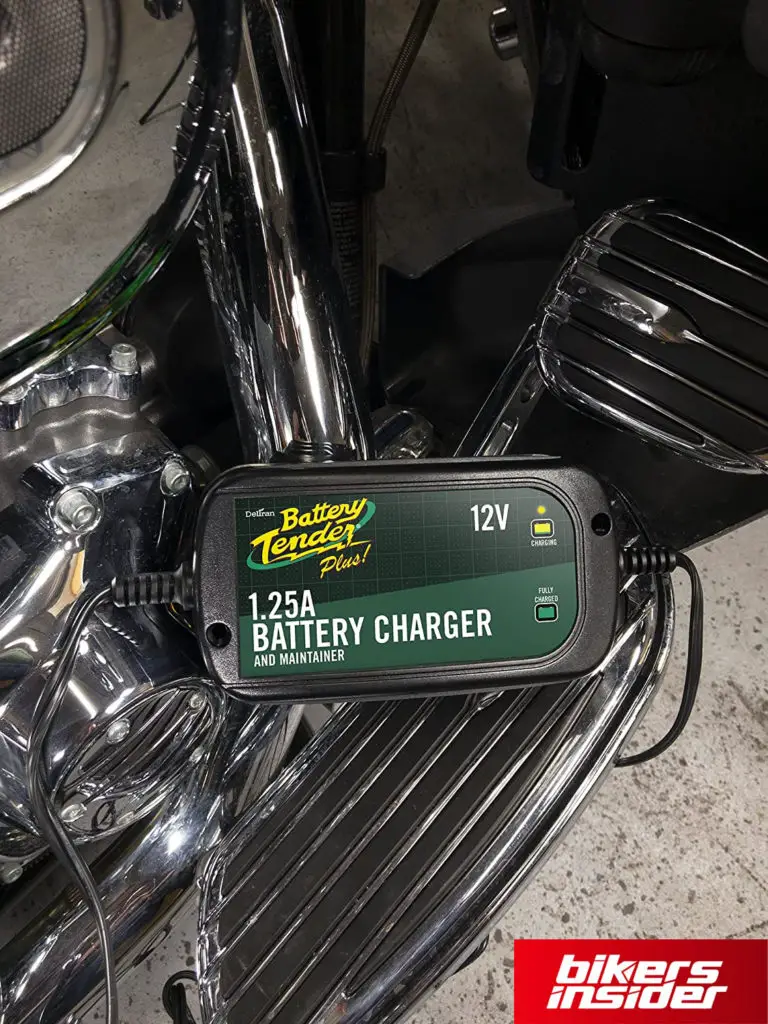 Deltran
Battery
Tender
Plus!
12V
CHARGING
1.25A
BATTERY CHARGER
AND MAINTAINER
FULLY
CHARGED
bikers
insider